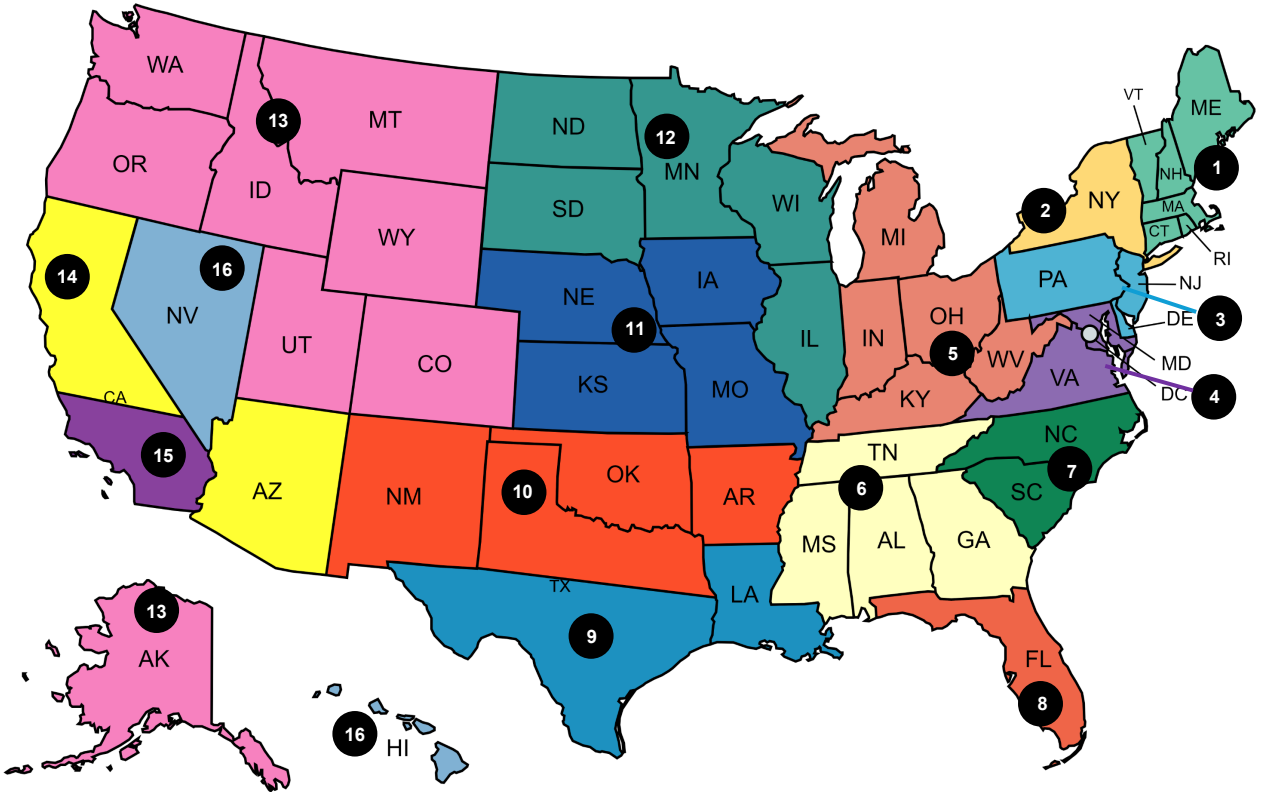 WA
13
MT
ND
12
MN
VT
ME
OR
ID
SD
WI
NH
1
2
NY
MA
WY
MI
CT
RI
14
16
NE
IA
PA
NJ
NV
11
OH
DE
3
UT
CO
IL
IN
5
WV
MD
KS
MO
VA
DC
4
CA
KY
15
TN
NC
7
AZ
NM
10
OK
AR
6
SC
MS
AL
GA
TX
LA
13
9
AK
FL
8
16
HI